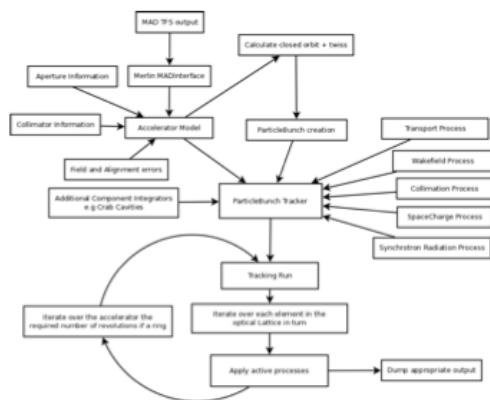 MAD TFS output
Calculate closed orbit + twiss
Aperture Information
Merlin MADInterface
Collimator Information
Accelerator Model
ParticleBunch creation
Transport Process
Wakefield Process
Field and Alignment errors
Collimation Process
Additional Component Integrators
e.g Crab Cavities
ParticleBunch Tracker
SpaceCharge Process
Synchrotron Radiation Process
Tracking Run
Iterate over the accelerator the
required number of revolutions if a ring
Iterate over each element in the
optical Lattice in turn
Apply active processes
Dump appropriate output